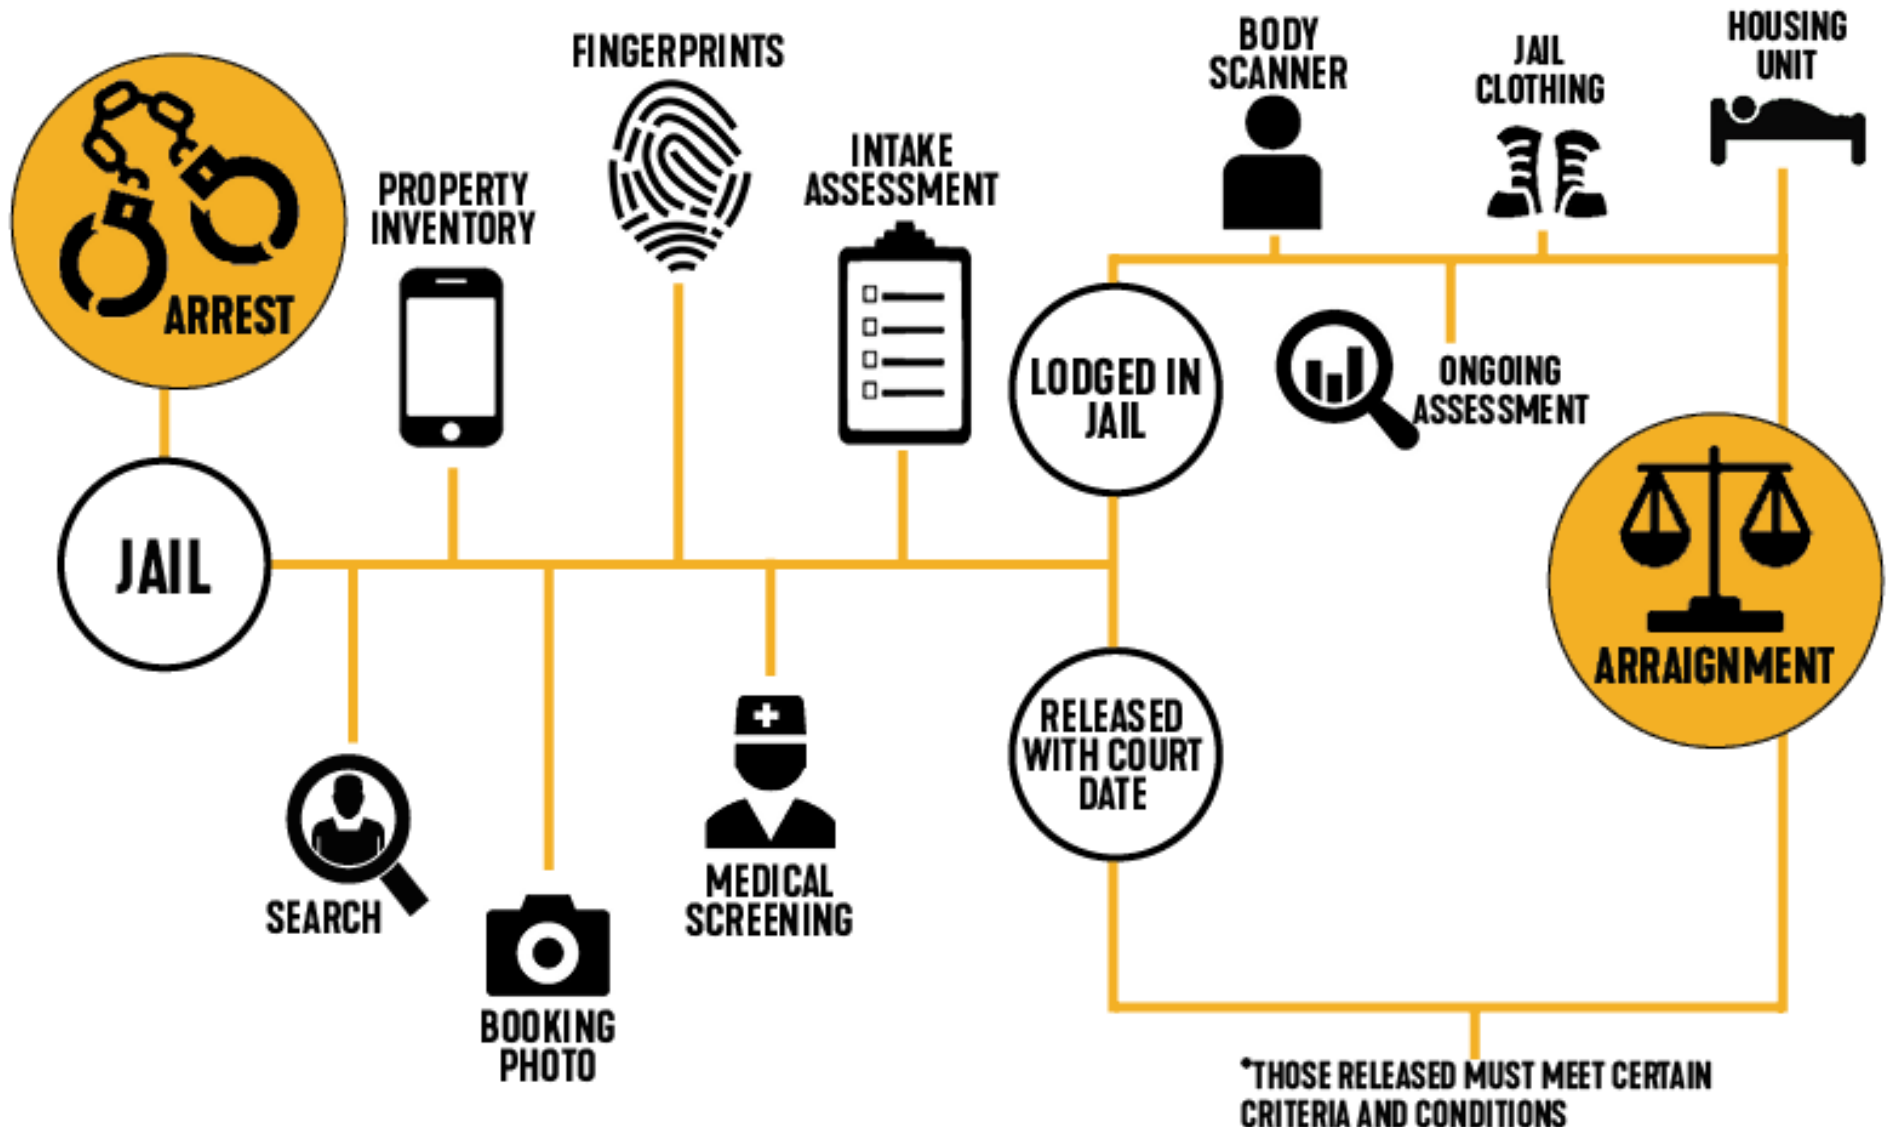 ARREST
JAIL
SEARCH
PROPERTY
INVENTORY
BOOKING
PHOTO
FINGERPRINTS
MEDICAL
SCREENING
INTAKE
ASSESSMENT
LODGED IN
JAIL
BODY
SCANNER
ONGOING
ASSESSMENT
JAIL
CLOTHING
HOUSING
UNIT
RELEASED
WITH COURT
DATE
*THOSE RELEASED MUST MEET CERTAIN
CRITERIA AND CONDITIONS
ARRAIGNMENT